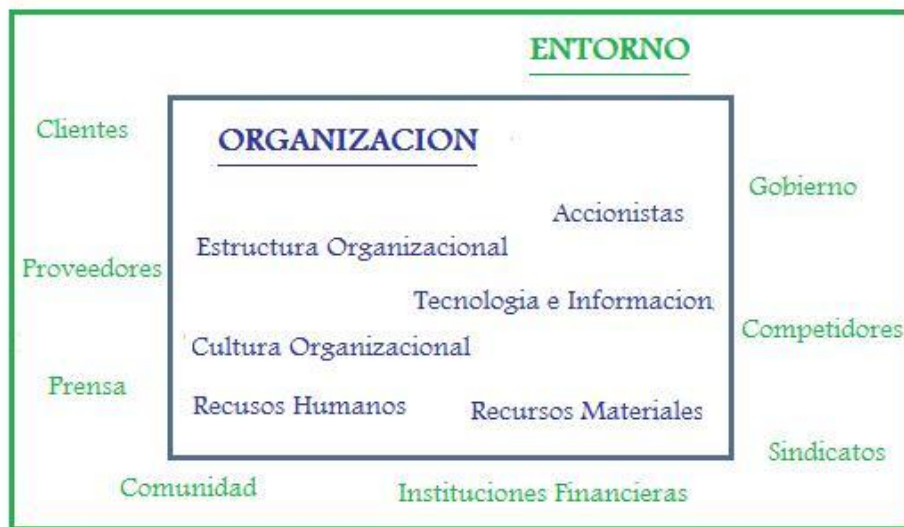 ENTORNO
Clientes
ORGANIZACION
Gobierno
Accionistas
Estructura Organizacional
Proveedores
Tecnologia e Informacion
Competidores
Cultura Organizacional
Prensa
Recusos Humanos
Recursos Materiales
Sindicatos
Comunidad
Instituciones Financieras